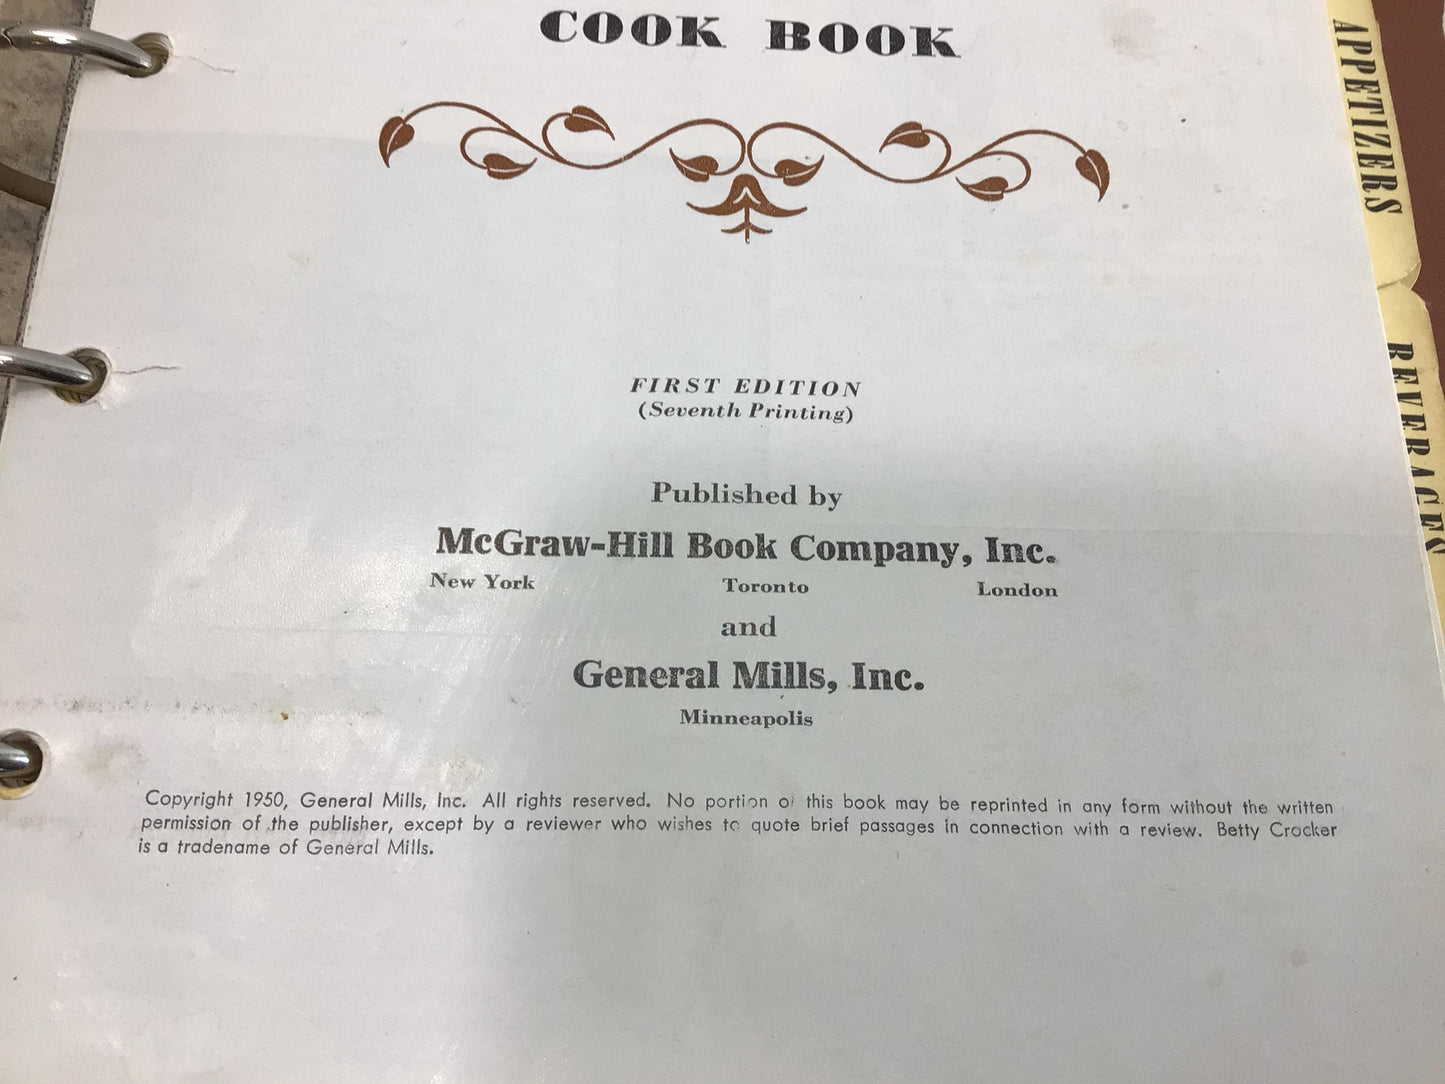 COOK BOOK
FIRST EDITION
(Seventh Printing)
Published by
McGraw-Hill Book Company, Inc.
New York Toronto London
and
General Mills, Inc.
Minneapolis
Copyright 1950, General Mills, Inc. All rights reserved. No portion of this book may be reprinted in any form without the written
permission of the publisher, except by a reviewer who wishes to quote brief passages in connection with a review. Betty Crocker
is a tradename of General Mills.
APPETIZERS
BEVERAGES